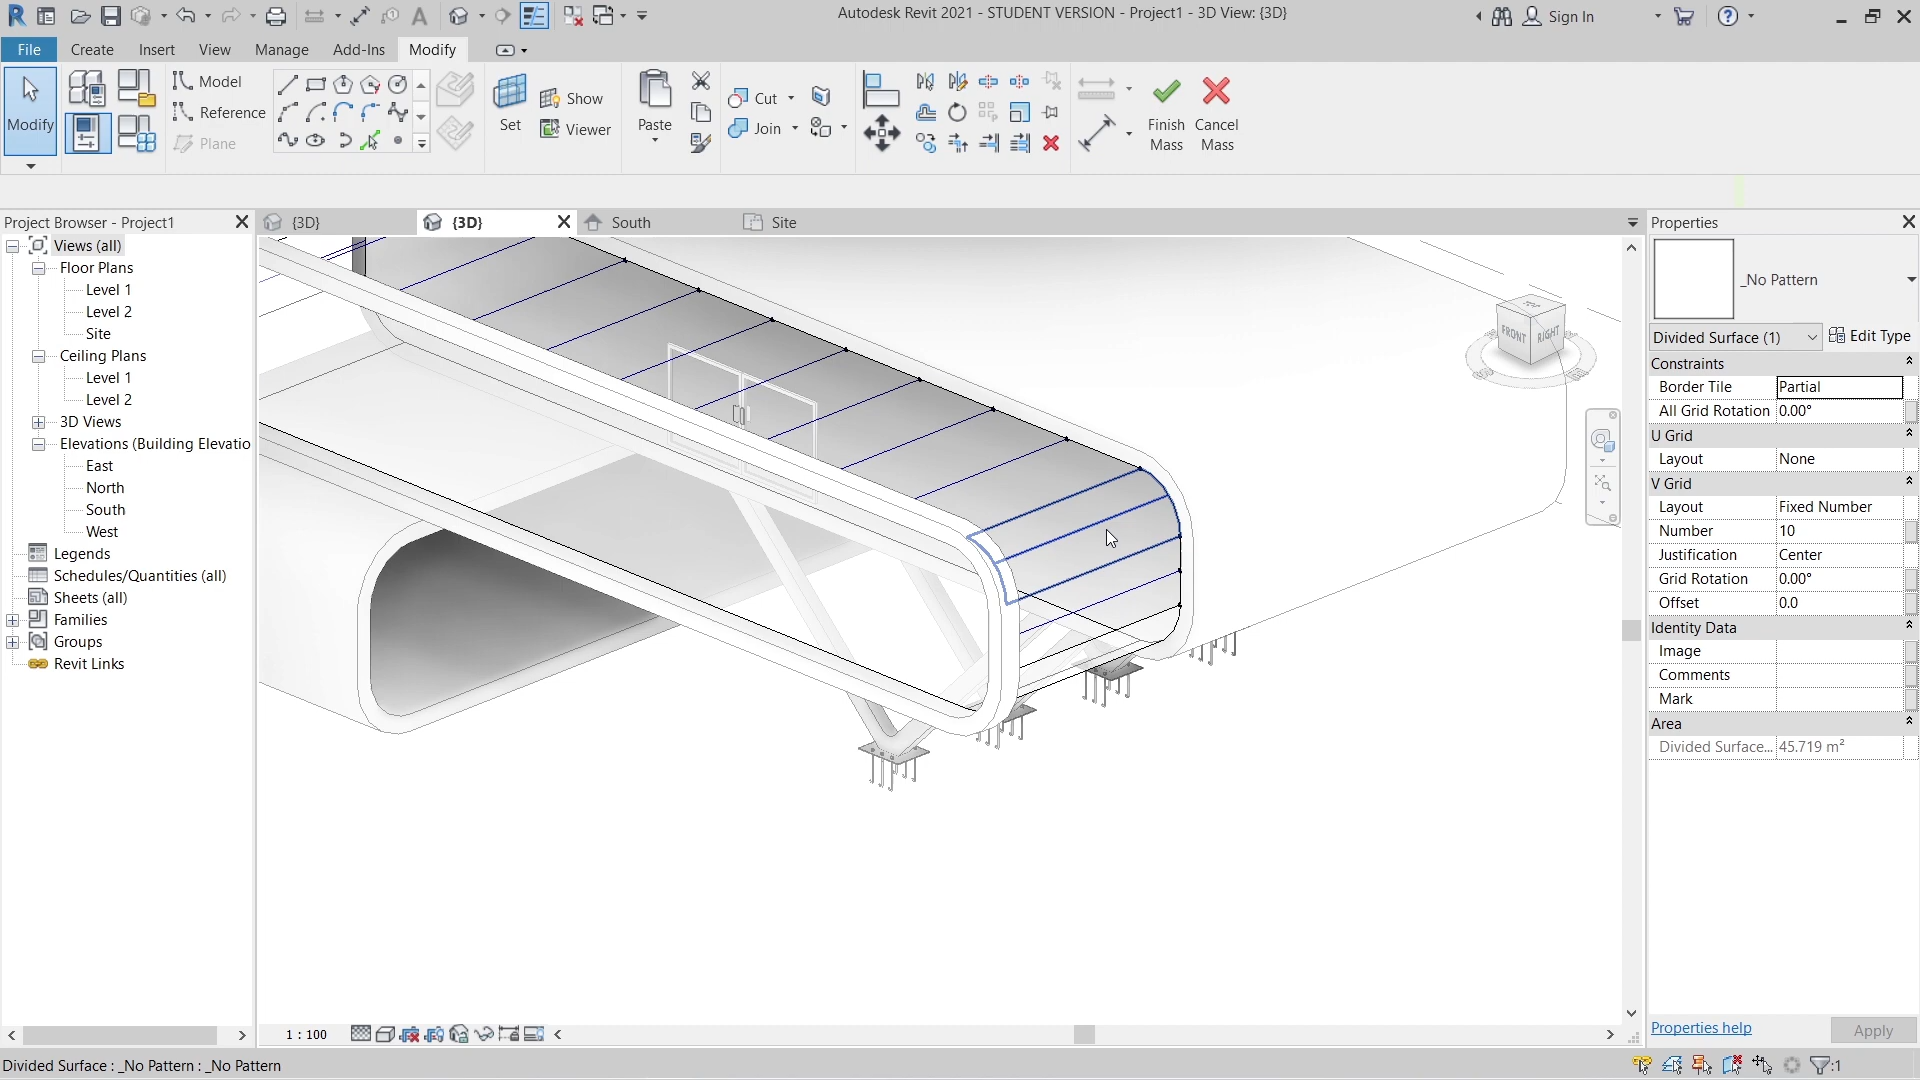 Autodesk Revit 2021 - STUDENT VERSION - Project1 - 3D View: {3D}
Sign In
File Create Insert View Manage Add-Ins Modify
Modify
Model
Reference
Plane
Set
Show
Viewer
Paste
Cut
Join
Finish
Mass
Cancel
Mass
Project Browser - Project1
{3D}
{3D}
South
Site
Properties
Views (all)
Floor Plans
Level 1
Level 2
Site
Ceiling Plans
Level 1
Level 2
3D Views
Elevations (Building Elevatio
East
North
South
West
Legends
Schedules/Quantities (all)
Sheets (all)
Families
Groups
Revit Links
FRONT
RIGHT
_No Pattern
Divided Surface (1)
Edit Type
Constraints
Border Tile Partial
All Grid Rotation 0.00°
U Grid
Layout None
V Grid
Layout Fixed Number
Number 10
Justification Center
Grid Rotation 0.00°
Offset 0.0
Identity Data
Image
Comments
Mark
Area
Divided Surface... 45.719 m²
Properties help
Apply
1 : 100
Divided Surface : _No Pattern : _No Pattern
:1